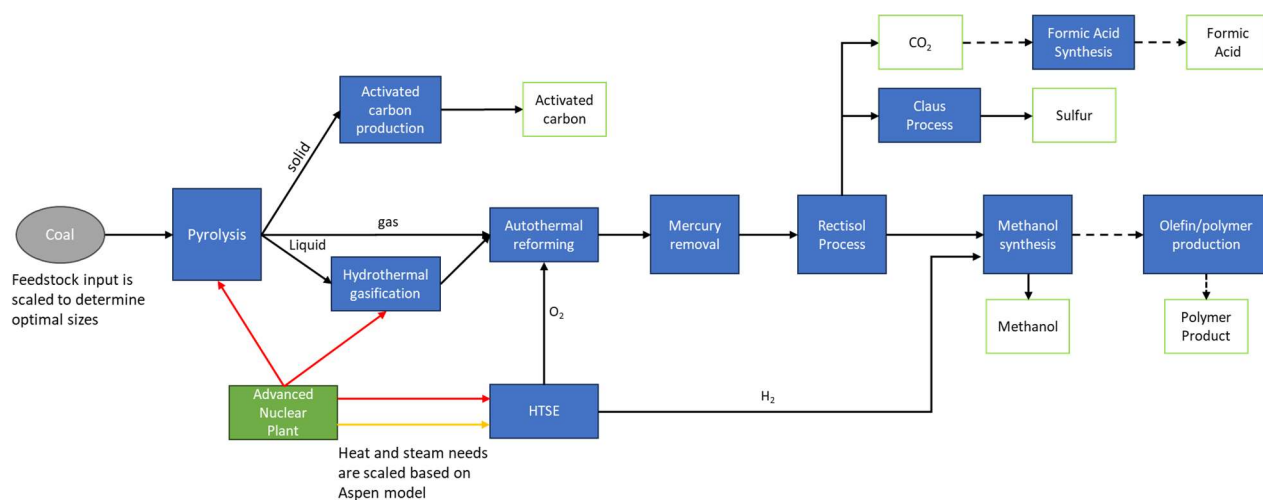 CO₂
Formic Acid
Synthesis
Formic
Acid
Activated
carbon
production
Activated
carbon
Claus
Process
Sulfur
solid
Coal
Pyrolysis
gas
Liquid
Autothermal
reforming
Mercury
removal
Rectisol
Process
Methanol
synthesis
Olefin/polymer
production
Feedstock input is
scaled to determine
optimal sizes
Hydrothermal
gasification
O₂
Methanol
Polymer
Product
Advanced
Nuclear
Plant
HTSE
H₂
Heat and steam needs
are scaled based on
Aspen model